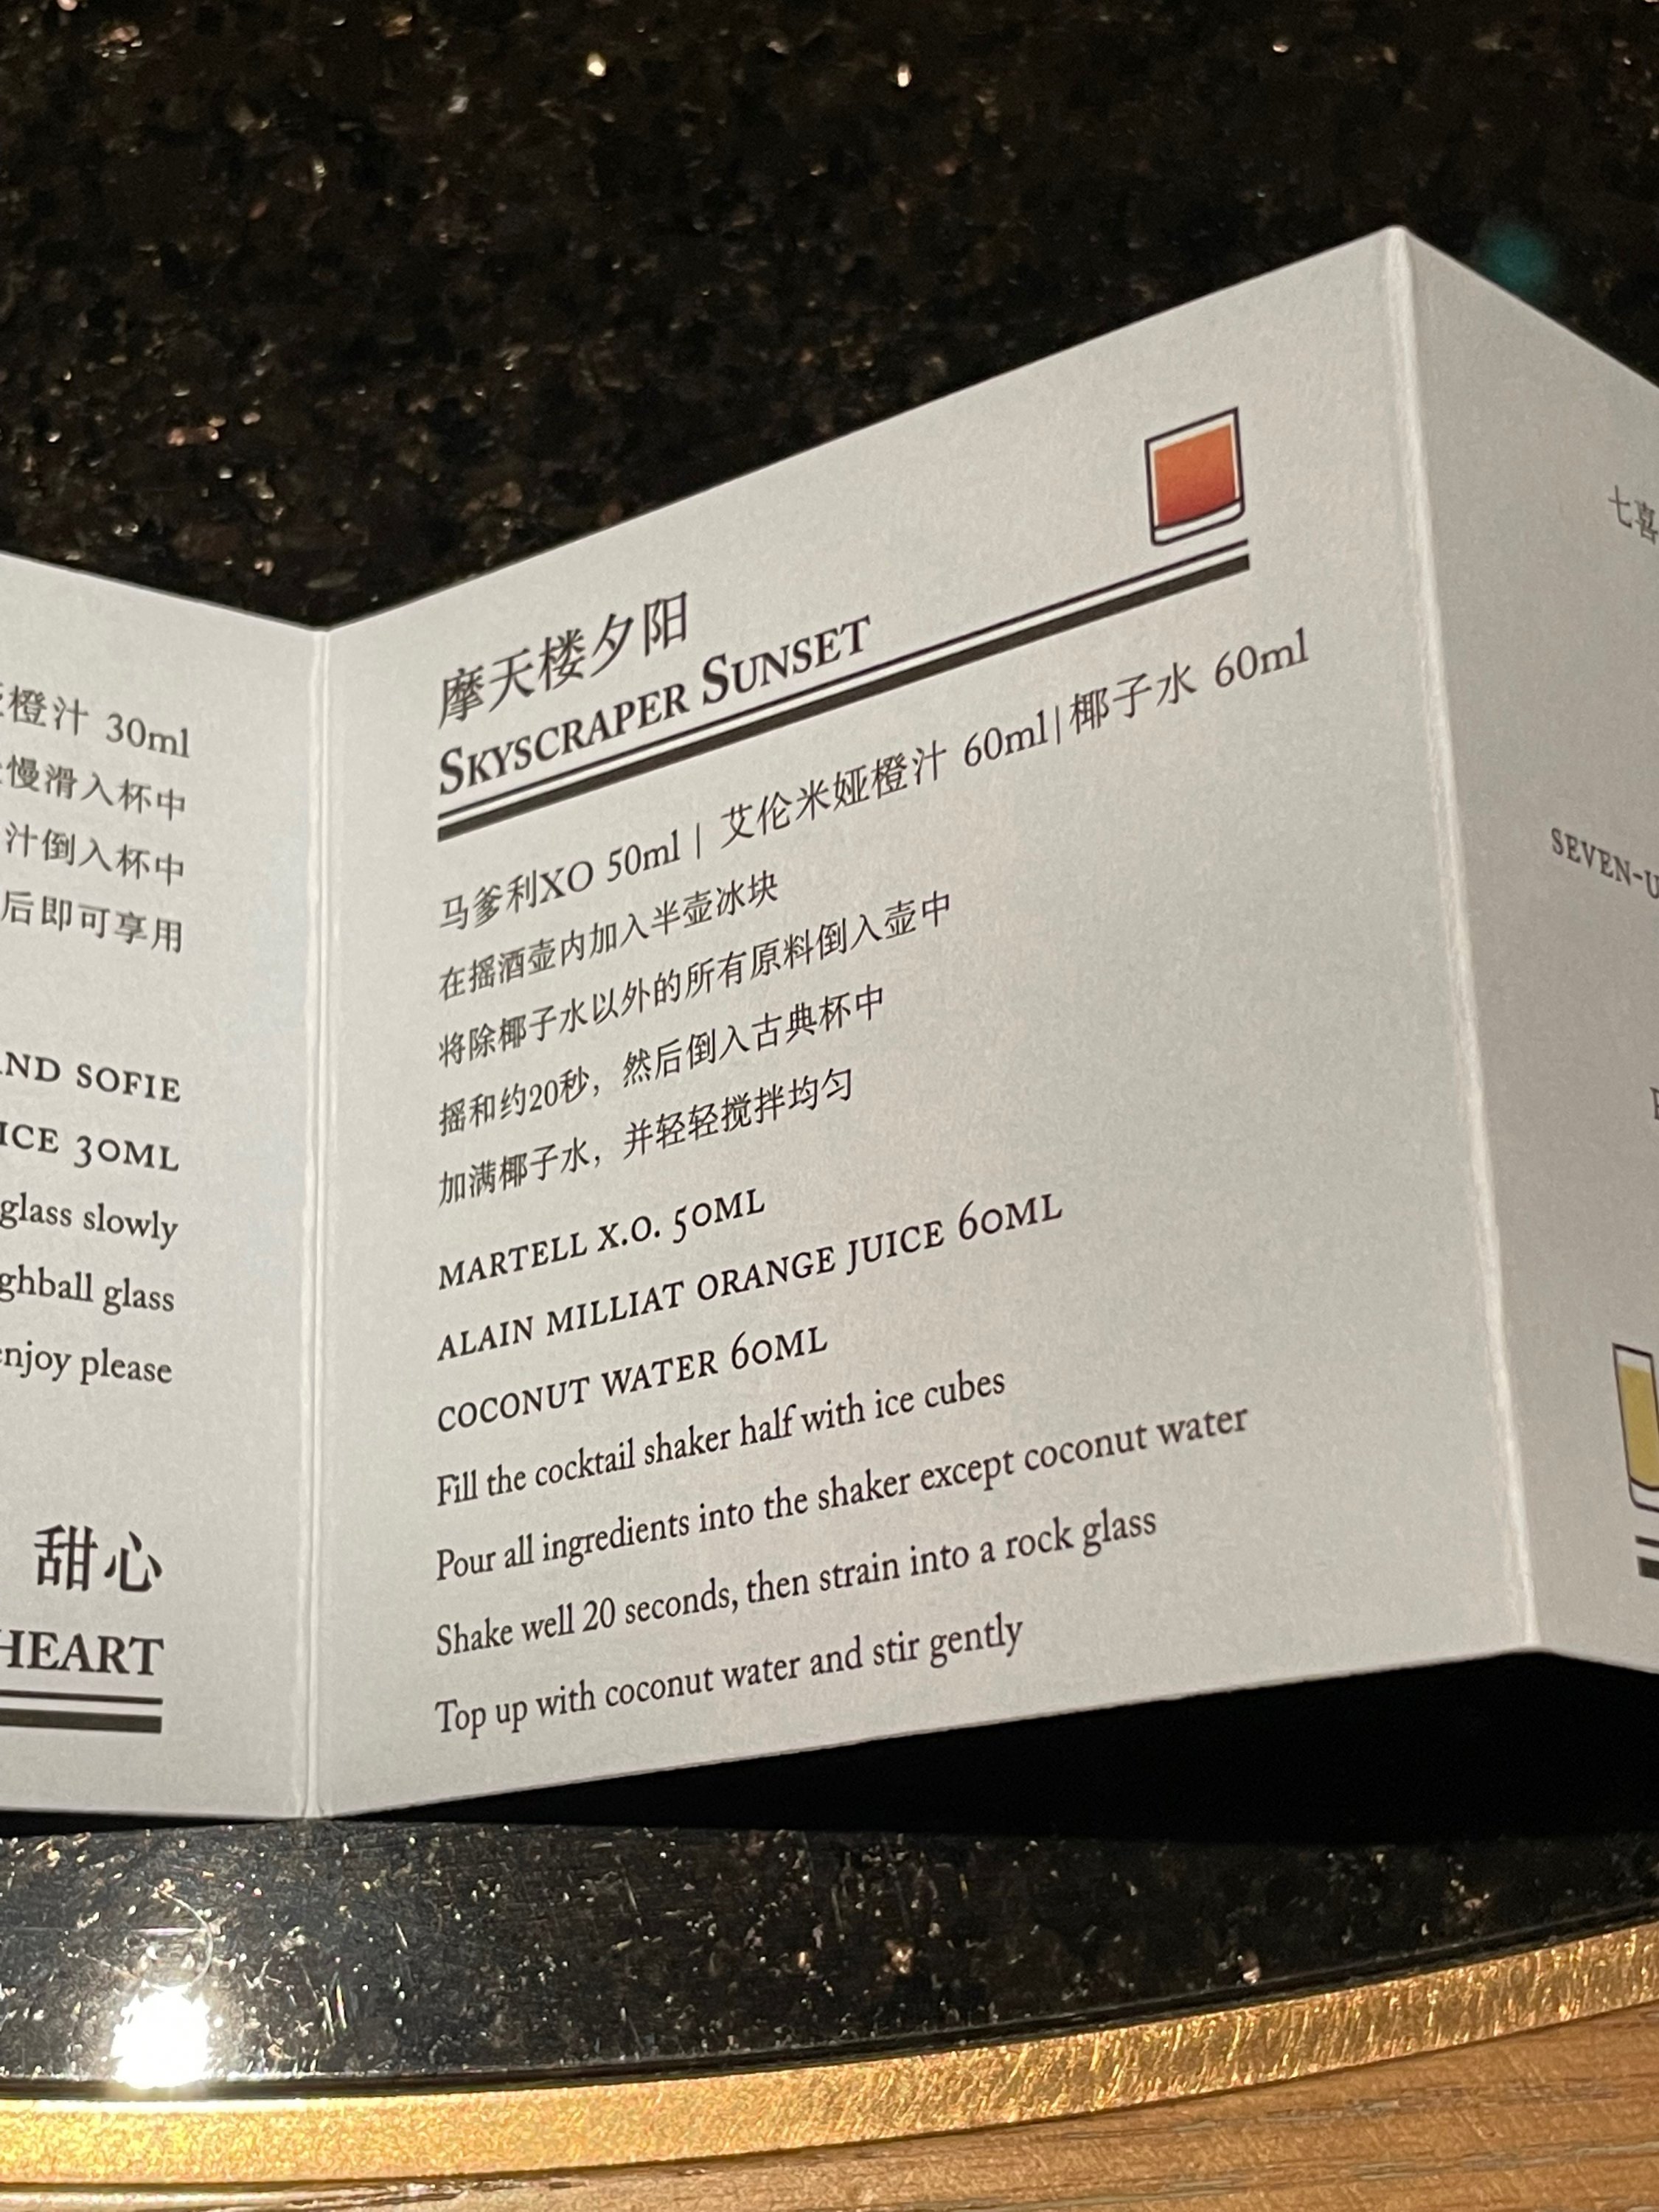 橙汁 30ml
慢滑入杯中
汁倒入杯中
后即可享用
SOFIE
30ML
glass slowly
glass
enjoy please
甜心
HEART
摩天楼夕阳
SKYSCRAPER SUNSET
马爹利XO 50ml | 艾伦米娅橙汁 60ml|椰子水 60ml
在摇酒壶内加入半壶冰块
将除椰子水以外的所有原料倒入壶中
摇和约20秒，然后倒入古典杯中
加满椰子水，并轻轻搅拌均匀
MARTELL X.O. 50ML
ALAIN MILLIAT ORANGE JUICE 60ML
COCONUT WATER 60ML
Fill the cocktail shaker half with ice cubes
Pour all ingredients into the shaker except coconut water
Shake well 20 seconds, then strain into a rock glass
Top up with coconut water and stir gently
七喜
SEVEN-U